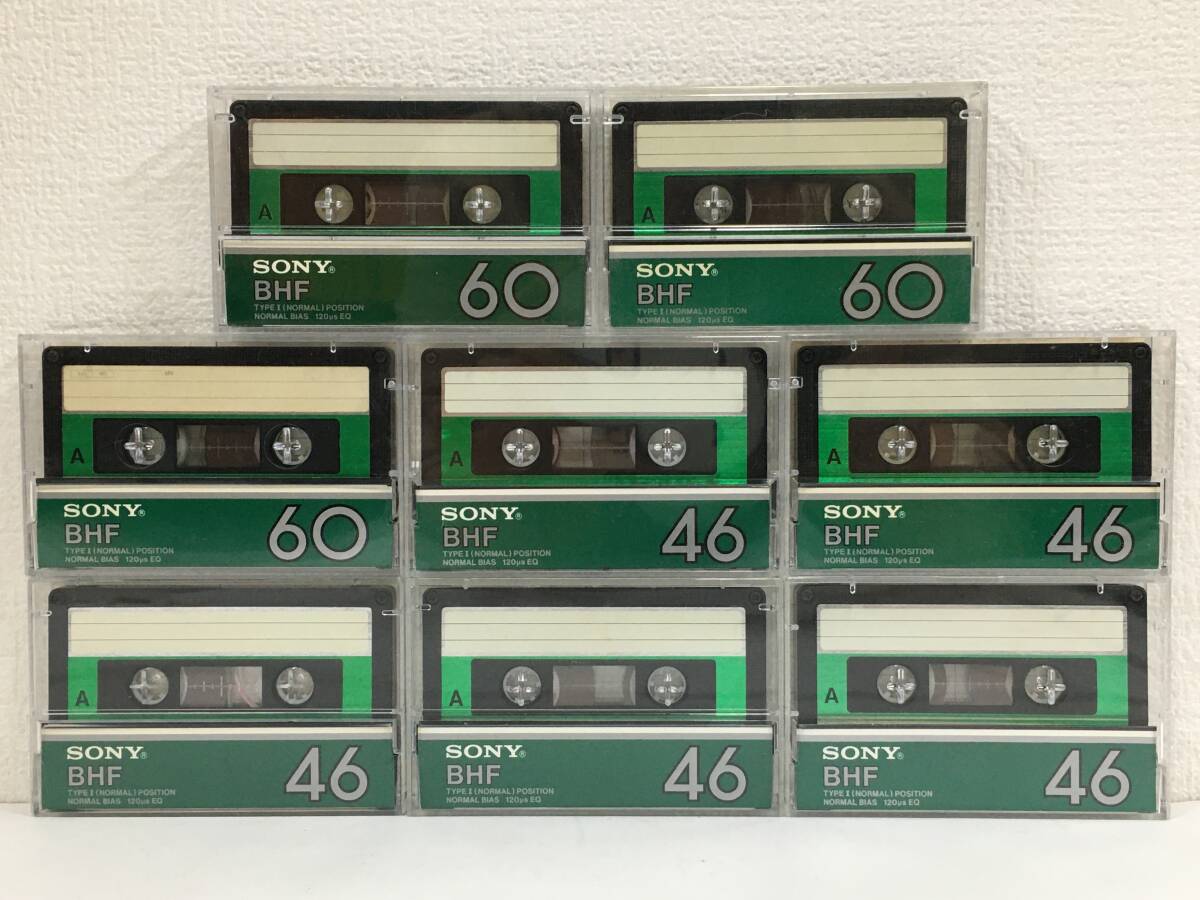 A
SONY®
BHF
60
TYPE I (NORMAL) POSITION
NORMAL BIAS 120μs EQ
A
SONY®
BHF
60
TYPE I (NORMAL) POSITION
NORMAL BIAS 120μs EQ
A
SONY®
BHF
60
TYPE I (NORMAL) POSITION
NORMAL BIAS 120μs EQ
A
SONY®
BHF
46
TYPE I (NORMAL) POSITION
NORMAL BIAS 120μs EQ
A
SONY®
BHF
46
TYPE I (NORMAL) POSITION
NORMAL BIAS 120μs EQ
A
SONY®
BHF
46
TYPE I (NORMAL) POSITION
NORMAL BIAS 120μs EQ
A
SONY®
BHF
46
TYPE I (NORMAL) POSITION
NORMAL BIAS 120μs EQ
A
SONY®
BHF
46
TYPE I (NORMAL) POSITION
NORMAL BIAS 120μs EQ